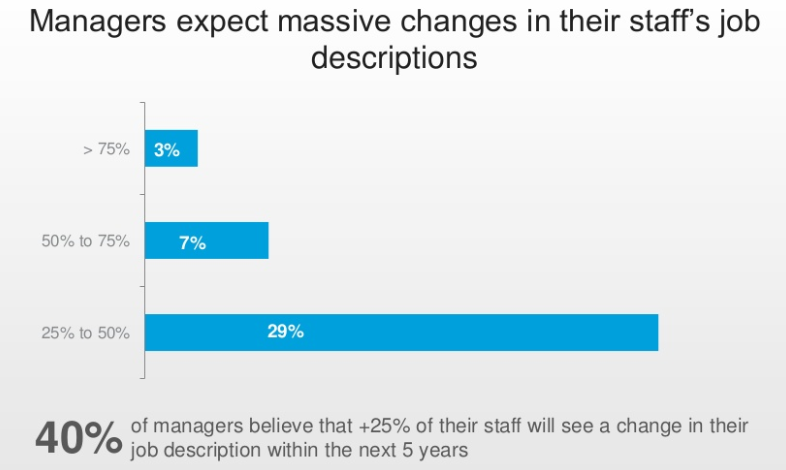 Managers expect massive changes in their staff’s job
descriptions
> 75%
3%
50% to 75%
7%
25% to 50%
29%
40%
of managers believe that +25% of their staff will see a change in their
job description within the next 5 years